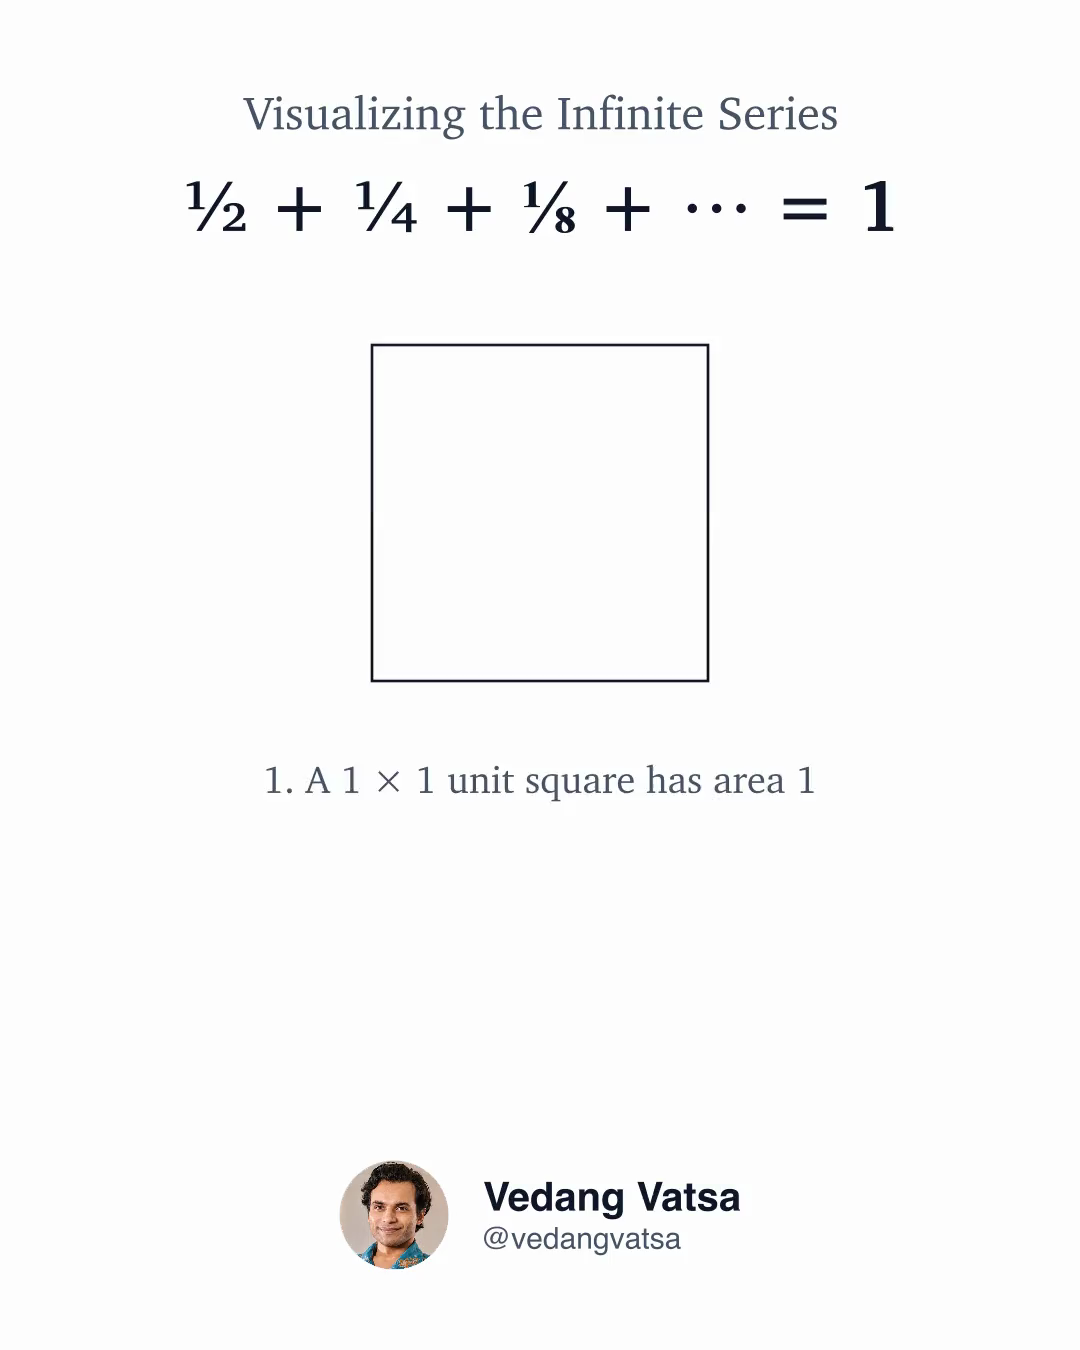 Visualizing the Infinite Series
½ + ¼ + ⅛ + ⋯ = 1
1. A 1 × 1 unit square has area 1
Vedang Vatsa
@vedangvatsa